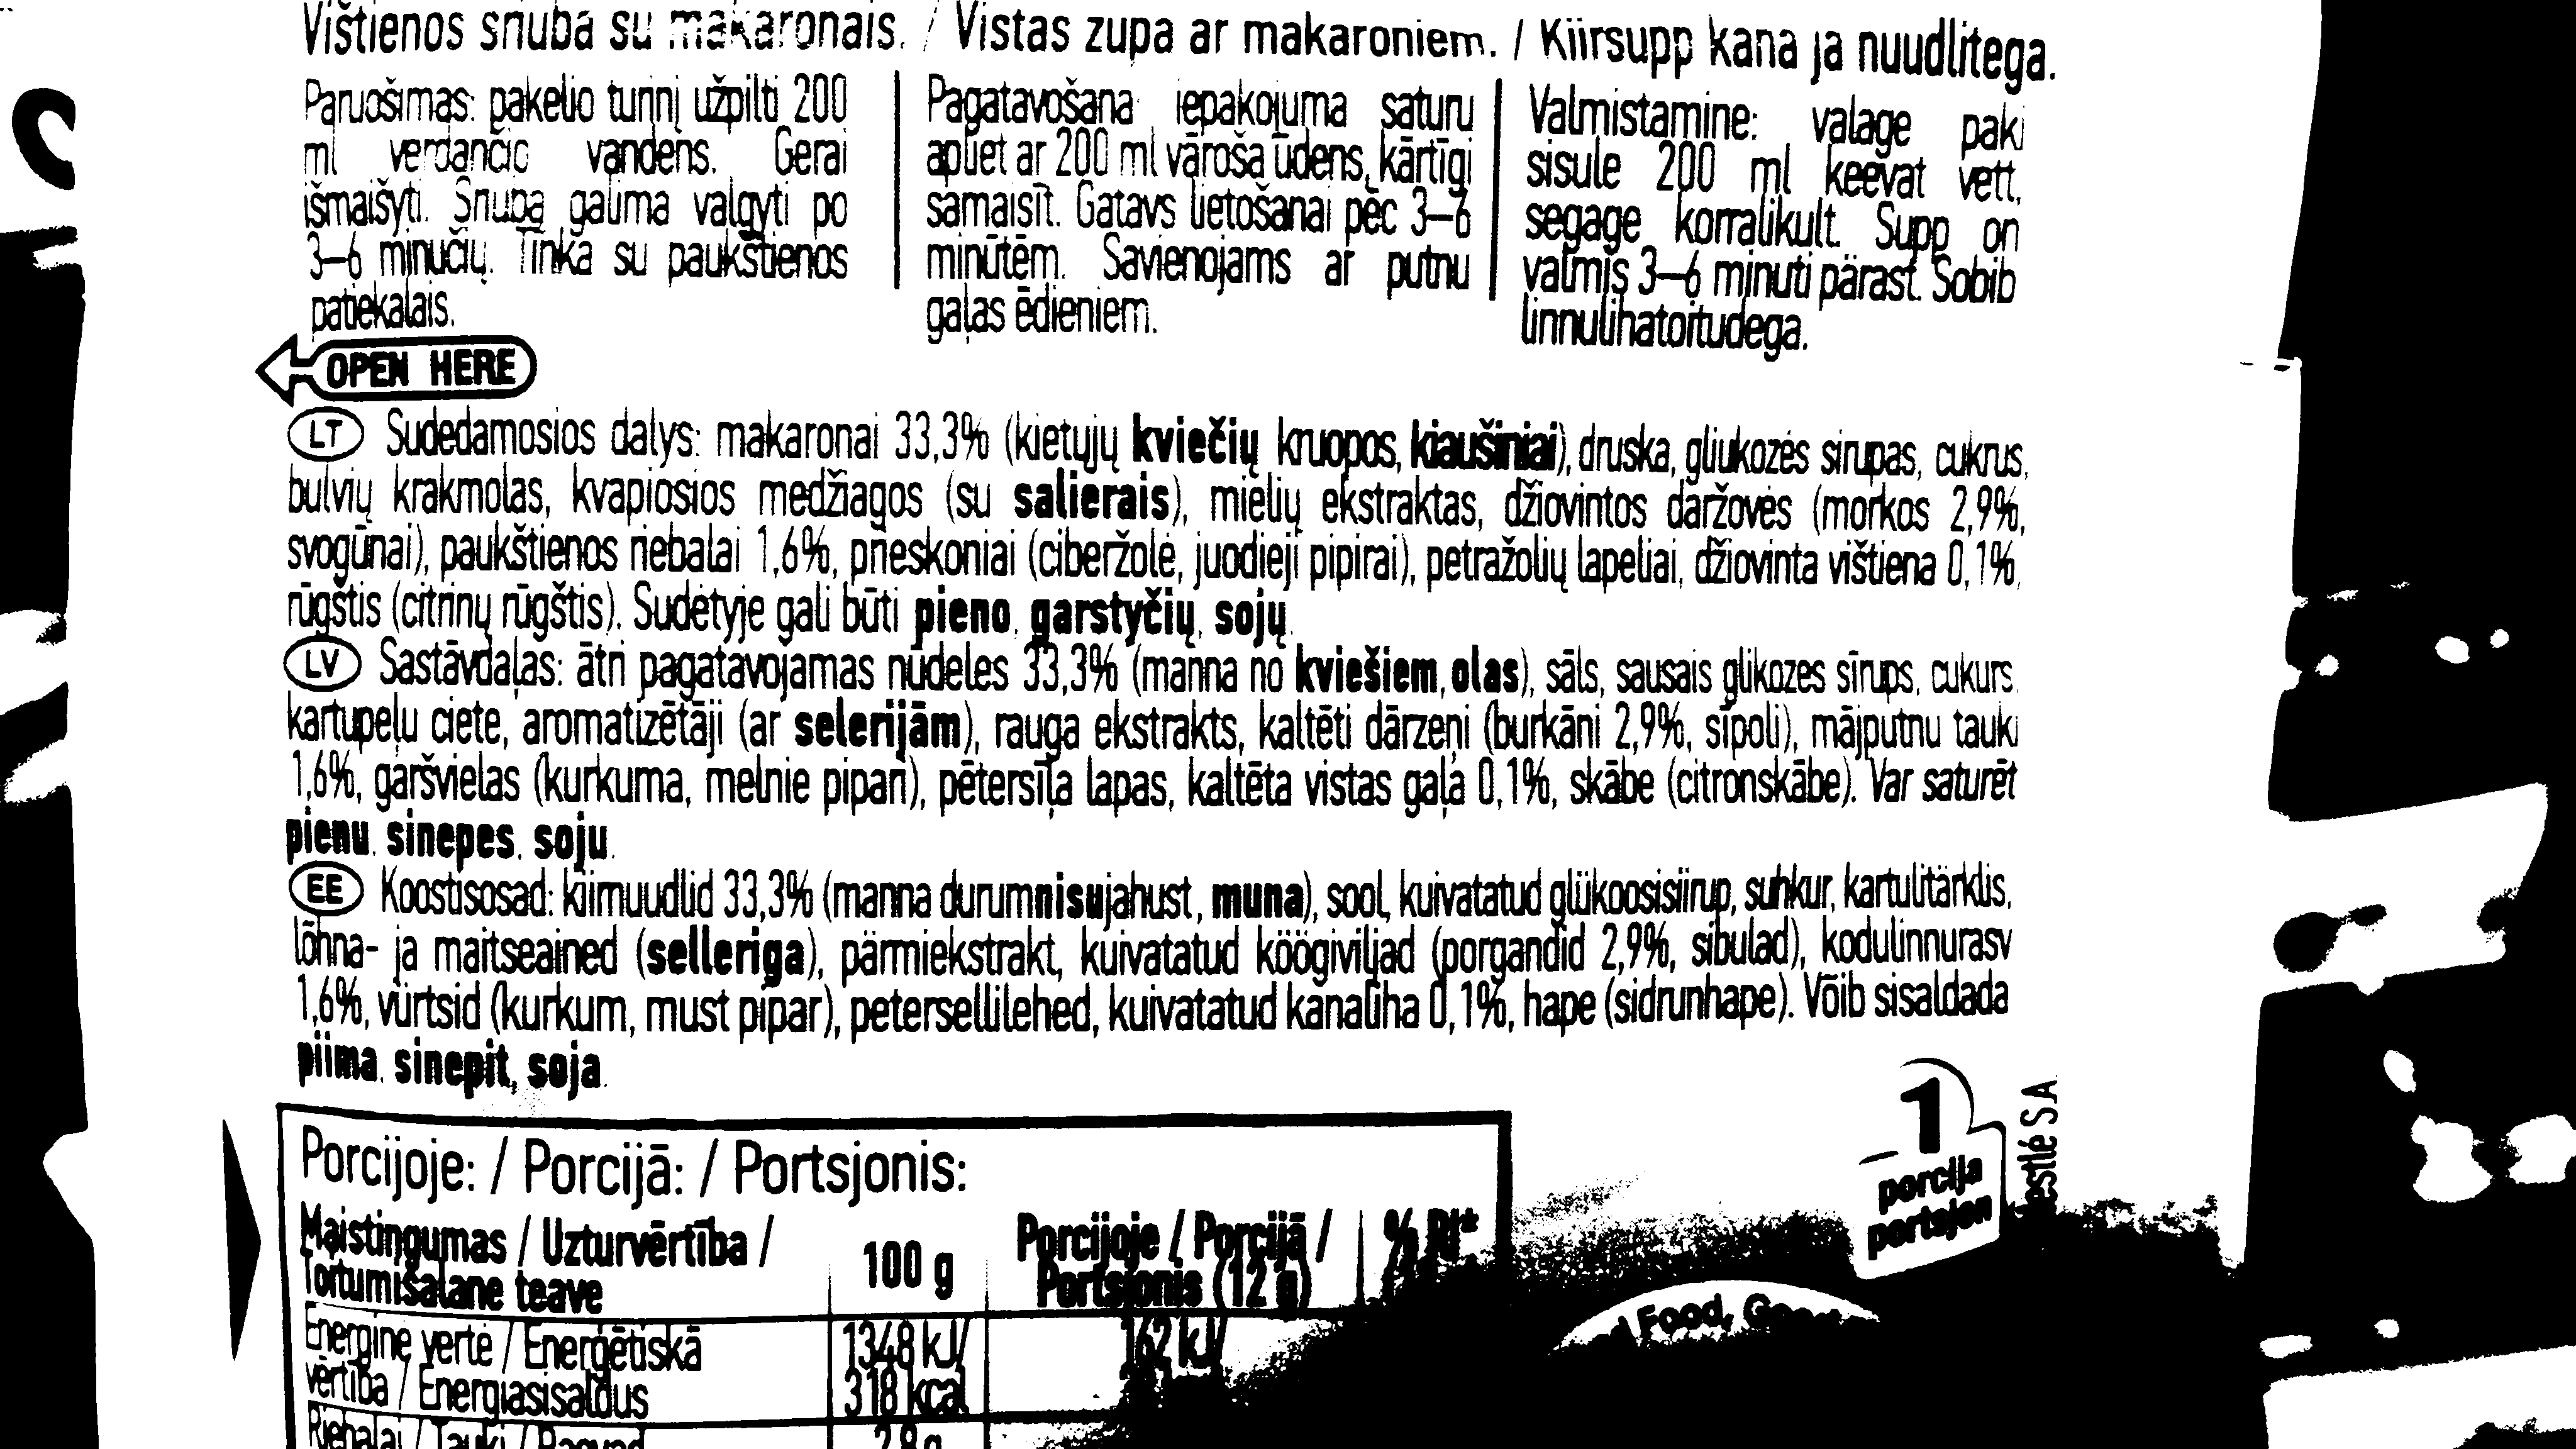 Vištienos sriuba su makaronais. / Vistas zupa ar makaroniem. / Kiirsupp kana ja nuudlitega.
Paruošimas: pakelio turinį užpilti 200
ml verdančio vandens. Gerai
išmaišyti. Sriubą galima valgyti po
3–6 minučių. Tinka su paukštienos
patiekalais.
Pagatavošana: iepakojuma saturu
apliet ar 200 ml vāroša ūdens, kārtīgi
samaisīt. Gatavs lietošanai pēc 3–6
minūtēm. Savienojams ar putnu
gaļas ēdieniem.
Valmistamine: valage paki
sisule 200 ml keevat vett,
segage korralikult. Supp on
valmis 3–6 minuti pärast. Sobib
linnulihatoitudega.
OPEN HERE
LT Sudedamosios dalys: makaronai 33,3% (kietųjų kviečių kruopos, kiaušiniai), druska, gliukozės sirupas, cukrus,
bulvių krakmolas, kvapiosios medžiagos (su salierais), mielių ekstraktas, džiovintos daržovės (morkos 2,9%,
svogūnai), paukštienos riebalai 1,6%, prieskoniai (ciberžolė, juodieji pipirai), petražolių lapeliai, džiovinta vištiena 0,1%,
rūgštis (citrinų rūgštis). Sudėtyje gali būti pieno, garstyčių, sojų.
LV Sastāvdaļas: ātri pagatavojamas nūdeles 33,3% (manna no kviešiem, olas), sāls, sausais glikozes sīrups, cukurs,
kartupeļu ciete, aromatizētāji (ar selerijām), rauga ekstrakts, kaltēti dārzeņi (burkāni 2,9%, sīpoli), mājputnu tauki
1,6%, garšvielas (kurkuma, melnie pipari), pētersīļa lapas, kaltēta vistas gaļa 0,1%, skābe (citronskābe). Var saturēt
pienu, sinepes, soju.
EE Koostisosad: kiirnuudlid 33,3% (manna durumnisujahust, muna), sool, kuivatatud glükoosisiirup, suhkur, kartulitärklis,
lõhna- ja maitseained (selleriga), pärmiekstrakt, kuivatatud köögiviljad (porgandid 2,9%, sibulad), kodulinnurasv
1,6%, vürtsid (kurkum, must pipar), petersellilehed, kuivatatud kanaliha 0,1%, hape (sidrunhape). Võib sisaldada
piima, sinepit, soja.
Porcijoje: / Porcijā: / Portsjonis:
Maistingumas / Uzturvērtība /
Toitumisalane teave
100 g
Porcijoje / Porcijā /
Portsjonis (12 g)
% RI*
Energinė vertė / Enerģētiskā
vērtība / Energiasisaldus
1348 kJ/
318 kcal
162 kJ/
Riebalai / Tauki / Rasvad
2,8 g
1
porcija
portsjon
Food,